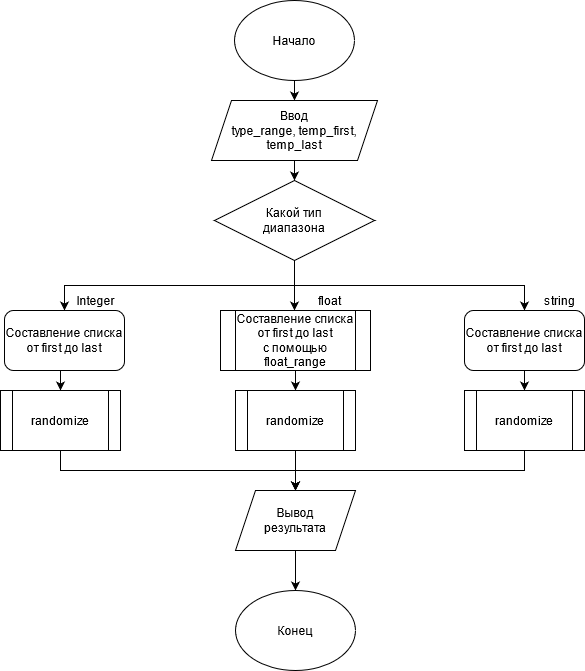 Начало
Ввод
type_range, temp_first,
temp_last
Какой тип
диапазона
Integer
float
string
Составление списка
от first до last
Составление списка
от first до last
с помощью
float_range
Составление списка
от first до last
randomize
randomize
randomize
Вывод
результата
Конец